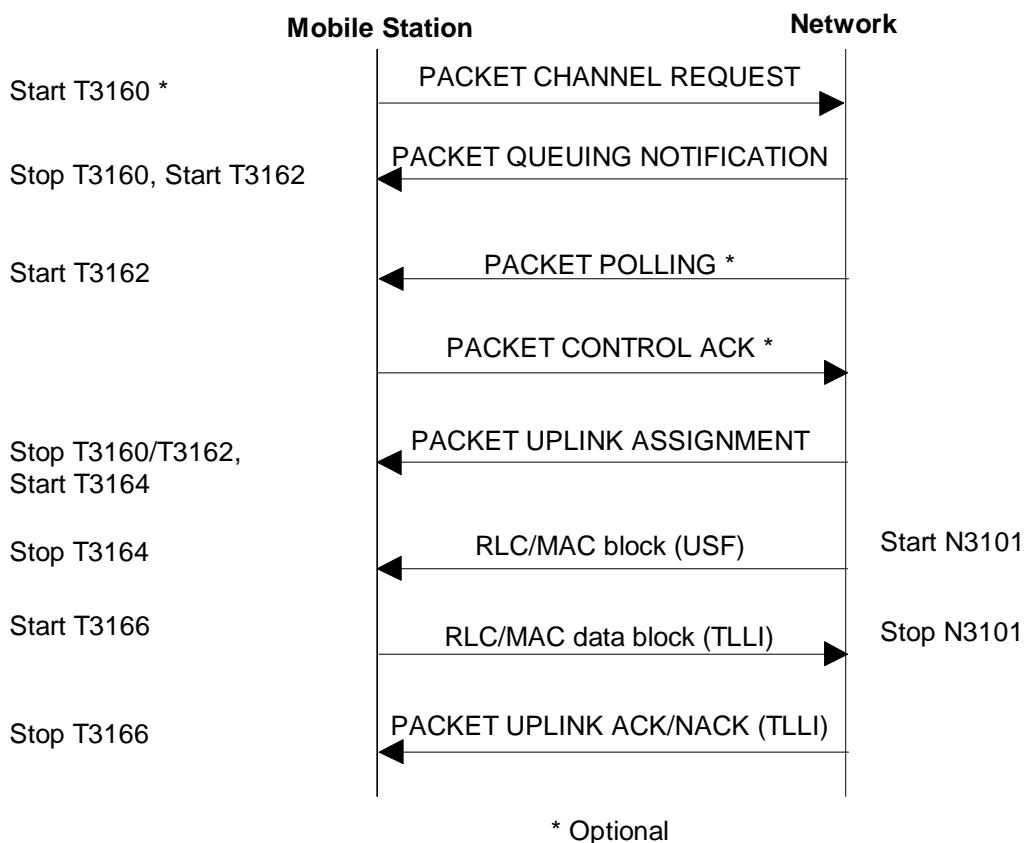 Mobile Station
Network
Start T3160 *
PACKET CHANNEL REQUEST
PACKET QUEUING NOTIFICATION
Stop T3160, Start T3162
Start T3162
PACKET POLLING *
PACKET CONTROL ACK *
Stop T3160/T3162,
Start T3164
PACKET UPLINK ASSIGNMENT
Stop T3164
RLC/MAC block (USF)
Start N3101
Start T3166
RLC/MAC data block (TLLI)
Stop N3101
Stop T3166
PACKET UPLINK ACK/NACK (TLLI)
* Optional